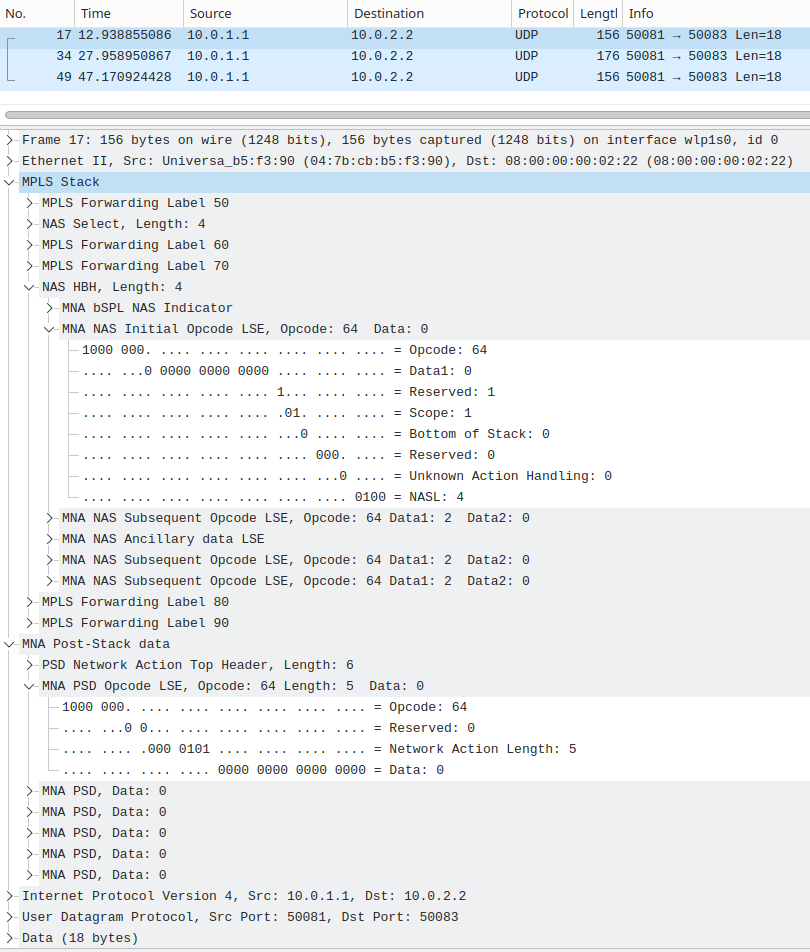 No. Time Source Destination Protocol Lengtl Info
17 12.938855086 10.0.1.1 10.0.2.2 UDP 156 50081 → 50083 Len=18
34 27.958950867 10.0.1.1 10.0.2.2 UDP 176 50081 → 50083 Len=18
49 47.170924428 10.0.1.1 10.0.2.2 UDP 156 50081 → 50083 Len=18
Frame 17: 156 bytes on wire (1248 bits), 156 bytes captured (1248 bits) on interface wlp1s0, id 0
Ethernet II, Src: Universa_b5:f3:90 (04:7b:cb:b5:f3:90), Dst: 08:00:00:00:02:22 (08:00:00:00:02:22)
MPLS Stack
MPLS Forwarding Label 50
NAS Select, Length: 4
MPLS Forwarding Label 60
MPLS Forwarding Label 70
NAS HBH, Length: 4
MNA bSPL NAS Indicator
MNA NAS Initial Opcode LSE, Opcode: 64  Data: 0
1000 000. .... .... .... .... .... .... = Opcode: 64
.... ...0 0000 0000 0000 .... .... .... = Data1: 0
.... .... .... .... .... 1... .... .... = Reserved: 1
.... .... .... .... .... .01. .... .... = Scope: 1
.... .... .... .... .... ...0 .... .... = Bottom of Stack: 0
.... .... .... .... .... .... 000. .... = Reserved: 0
.... .... .... .... .... .... ...0 .... = Unknown Action Handling: 0
.... .... .... .... .... .... .... 0100 = NASL: 4
MNA NAS Subsequent Opcode LSE, Opcode: 64 Data1: 2  Data2: 0
MNA NAS Ancillary data LSE
MNA NAS Subsequent Opcode LSE, Opcode: 64 Data1: 2  Data2: 0
MNA NAS Subsequent Opcode LSE, Opcode: 64 Data1: 2  Data2: 0
MPLS Forwarding Label 80
MPLS Forwarding Label 90
MNA Post-Stack data
PSD Network Action Top Header, Length: 6
MNA PSD Opcode LSE, Opcode: 64 Length: 5  Data: 0
1000 000. .... .... .... .... .... .... = Opcode: 64
.... ...0 0... .... .... .... .... .... = Reserved: 0
.... .... .000 0101 .... .... .... .... = Network Action Length: 5
.... .... .... .... 0000 0000 0000 0000 = Data: 0
MNA PSD, Data: 0
MNA PSD, Data: 0
MNA PSD, Data: 0
MNA PSD, Data: 0
MNA PSD, Data: 0
Internet Protocol Version 4, Src: 10.0.1.1, Dst: 10.0.2.2
User Datagram Protocol, Src Port: 50081, Dst Port: 50083
Data (18 bytes)